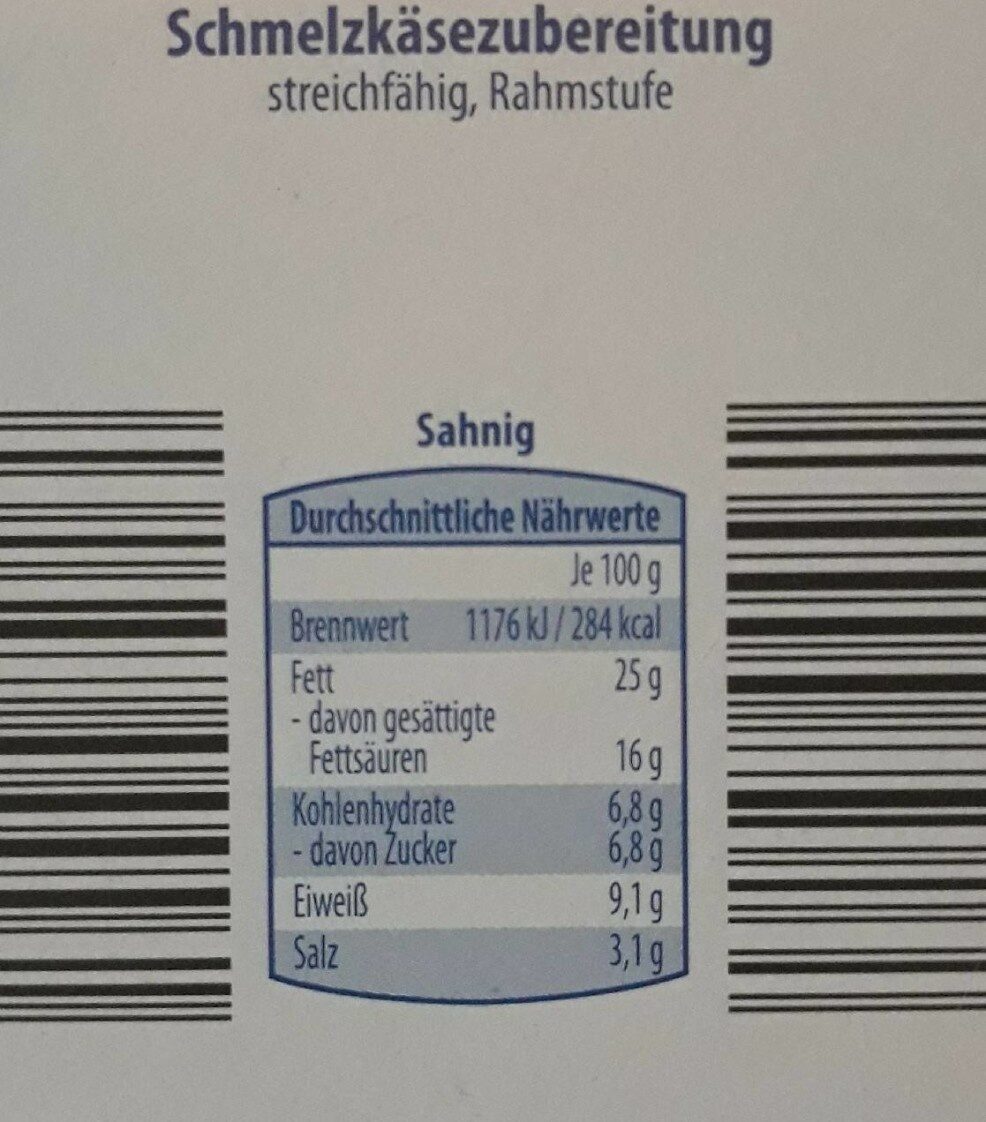 Schmelzkäsezubereitung
streichfähig, Rahmstufe
Sahnig
Durchschnittliche Nährwerte
Je 100 g
Brennwert 1176 kJ / 284 kcal
Fett 25 g
- davon gesättigte
Fettsäuren 16 g
Kohlenhydrate 6,8 g
- davon Zucker 6,8 g
Eiweiß 9,1 g
Salz 3,1 g